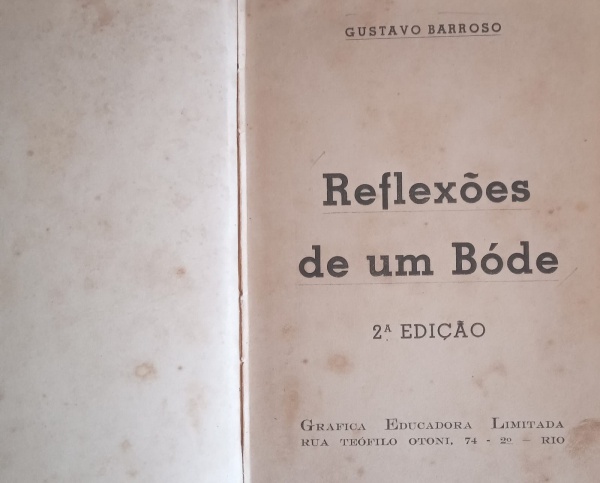 GUSTAVO BARROSO
Reflexões
de um Bóde
2ª EDIÇÃO
GRAFICA EDUCADORA LIMITADA
RUA TEÓFILO OTONI, 74 - 2º - RIO